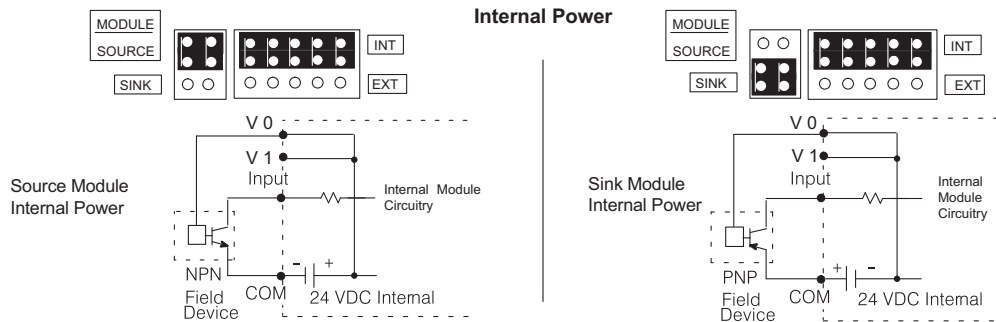 Internal Power
MODULE
SOURCE
SINK
INT
EXT
V 0
V 1
Input
Source Module
Internal Power
Internal Module
Circuitry
NPN
Field
Device
COM
-
+
24 VDC Internal
MODULE
SOURCE
SINK
INT
EXT
V 0
V 1
Input
Sink Module
Internal Power
Internal
Module
Circuitry
PNP
Field
Device
COM
+
-
24 VDC Internal